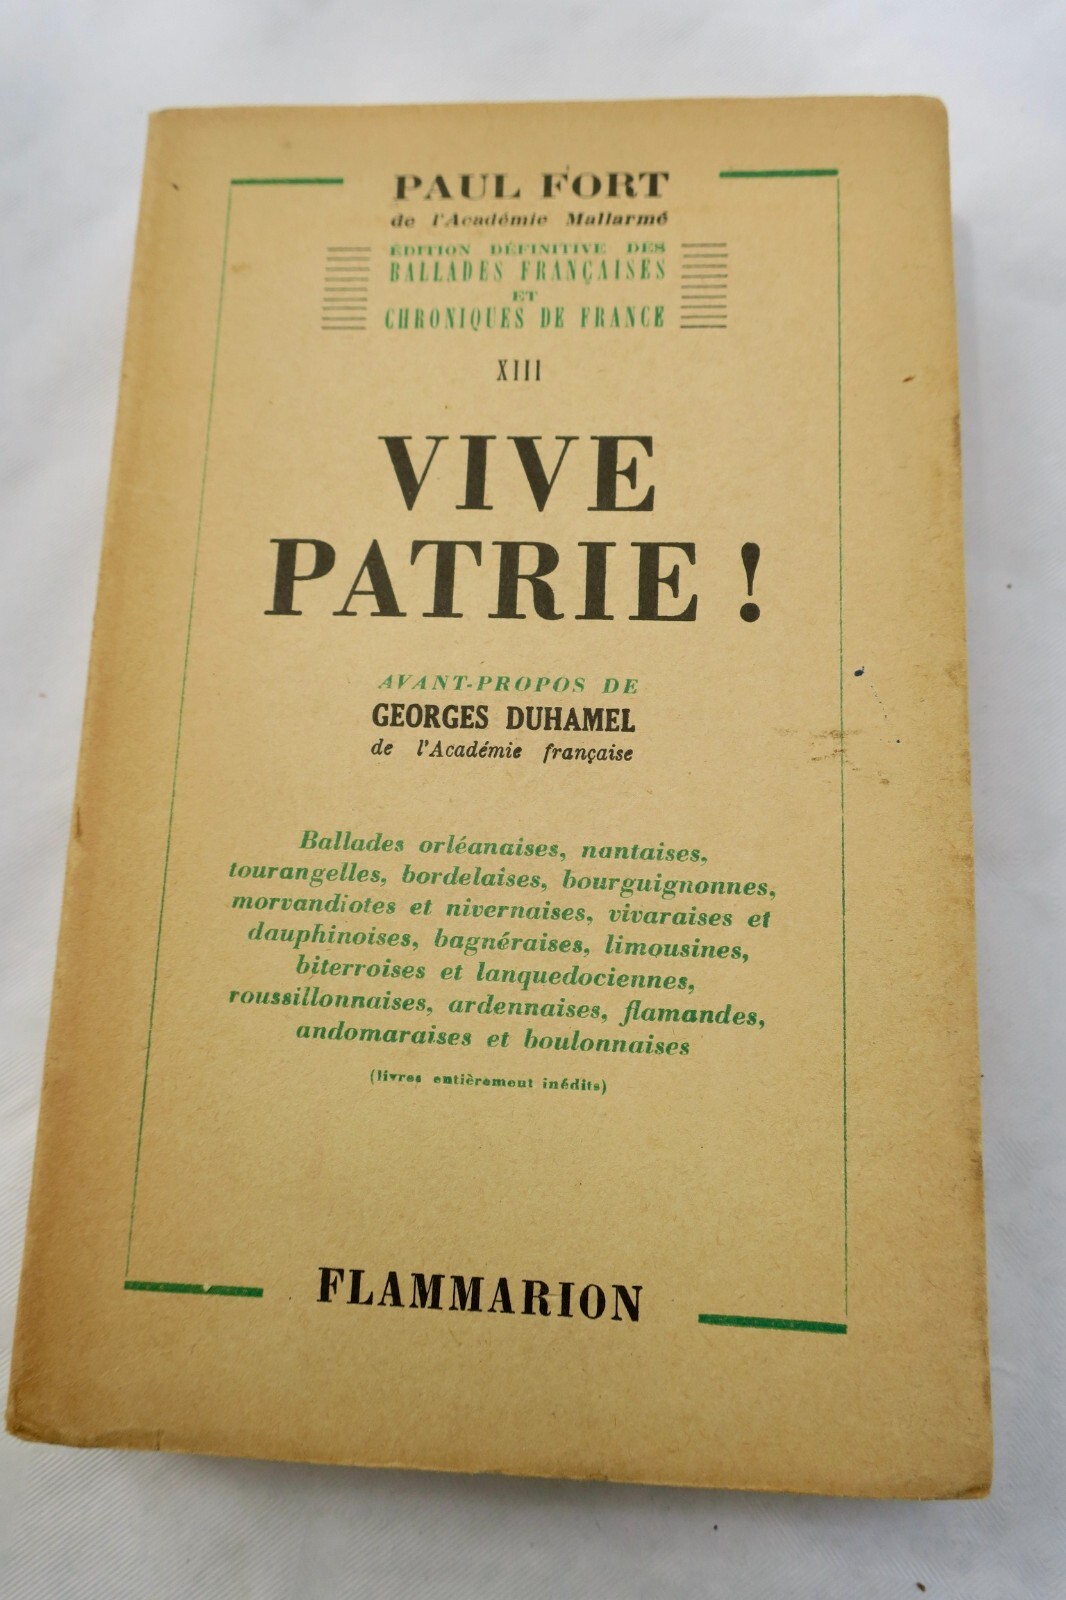 PAUL FORT
de l'Académie Mallarmé
ÉDITION DÉFINITIVE DES
BALLADES FRANÇAISES
ET
CHRONIQUES DE FRANCE
XIII
VIVE
PATRIE !
AVANT-PROPOS DE
GEORGES DUHAMEL
de l'Académie française
Ballades orléanaises, nantaises,
tourangelles, bordelaises, bourguignonnes,
morvandiotes et nivernaises, vivaraises et
dauphinoises, bagnéraises, limousines,
biterroises et lanquedociennes,
roussillonnaises, ardennaises, flamandes,
andomaraises et boulonnaises
(livres entièrement inédits)
FLAMMARION